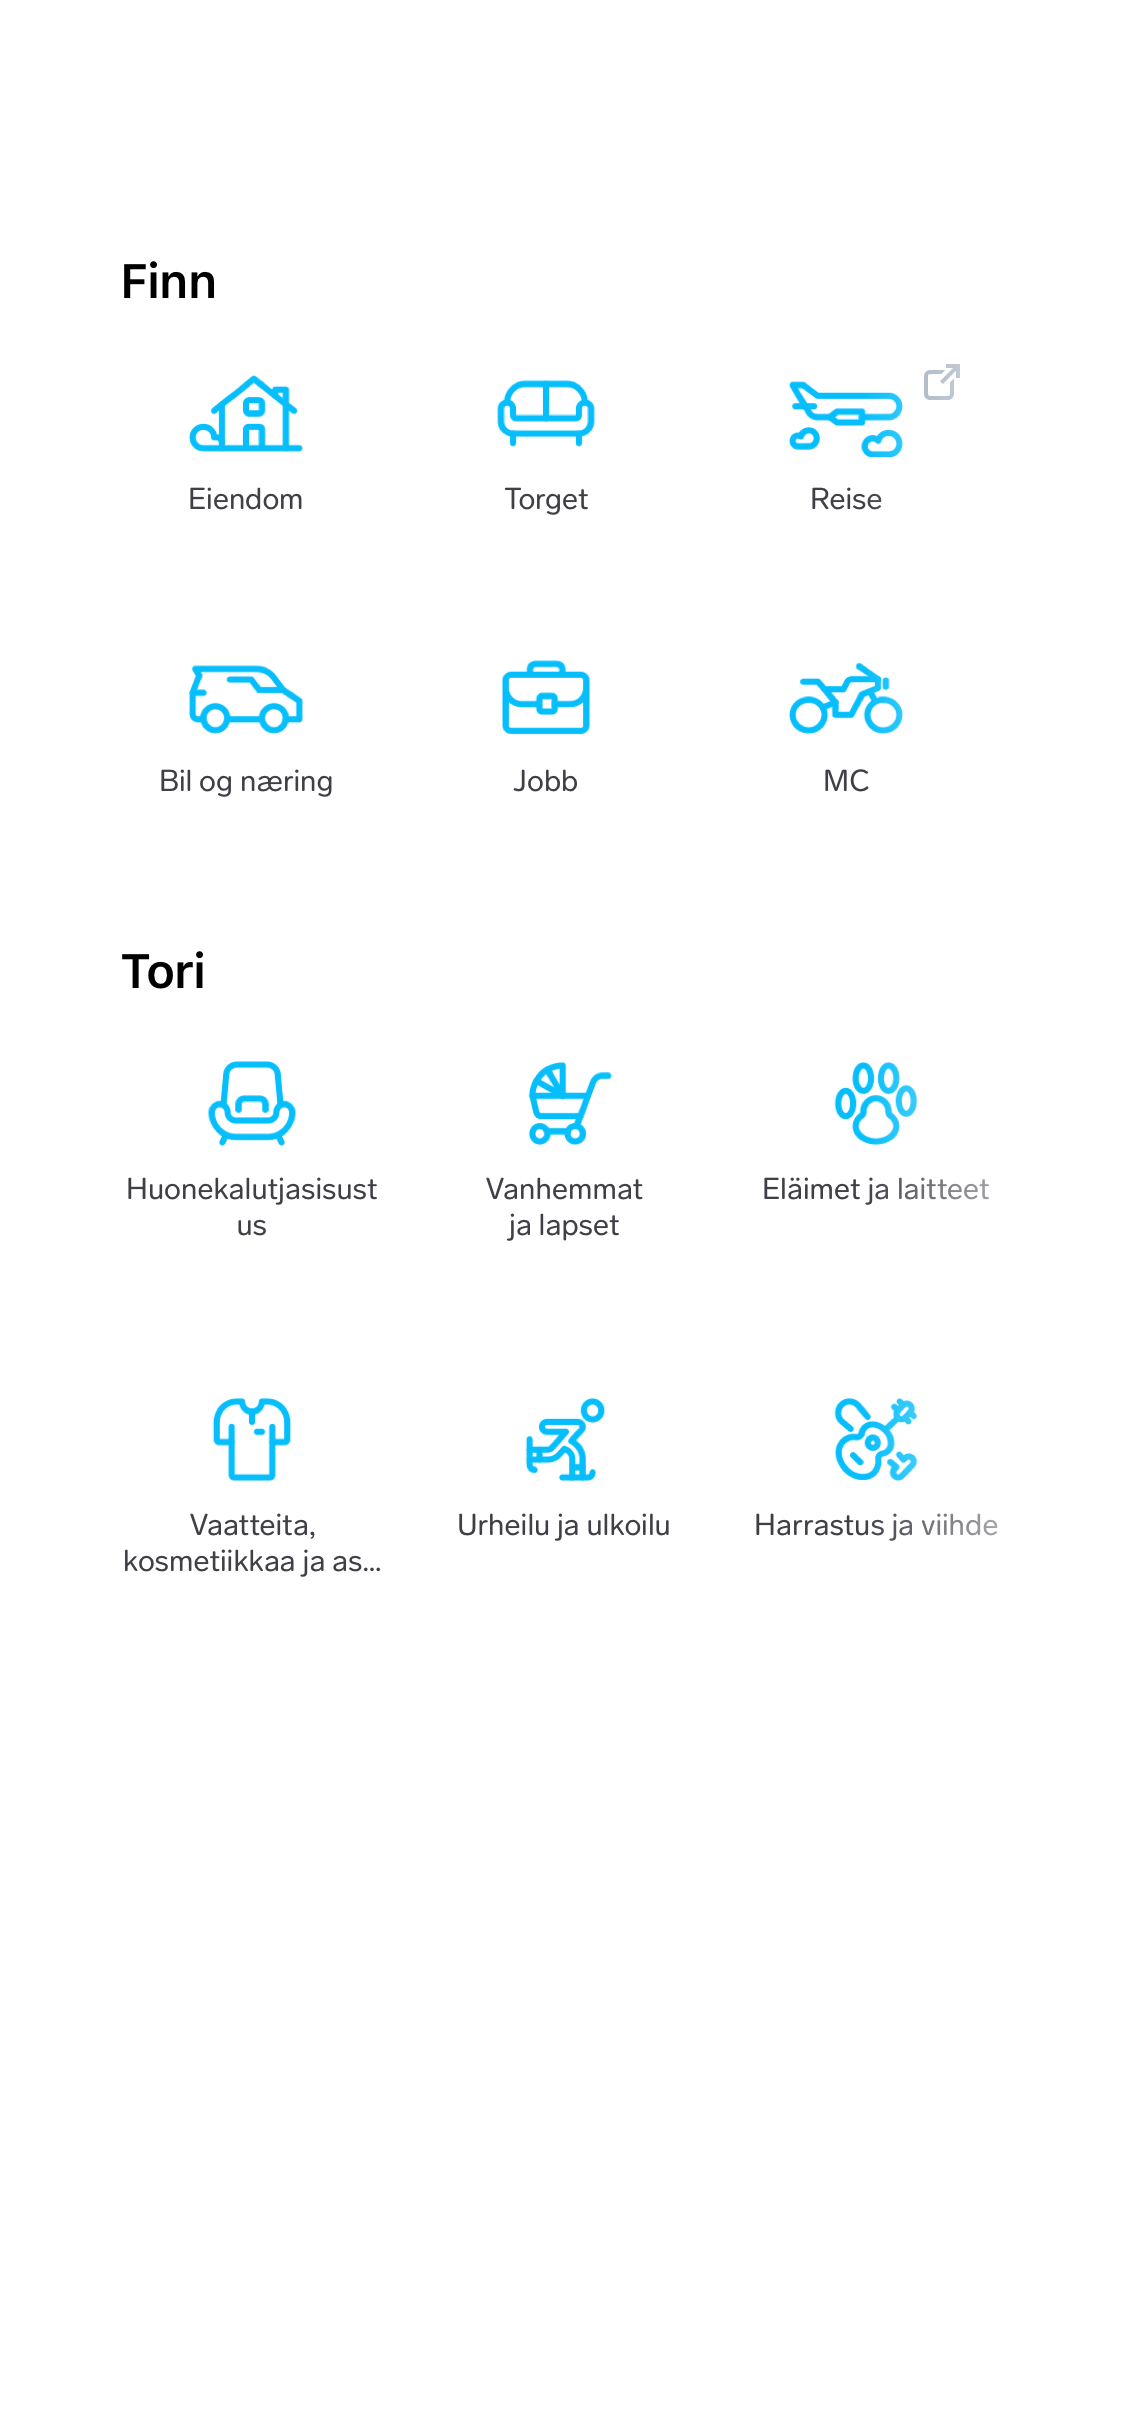 Finn
Eiendom
Torget
Reise
Bil og næring
Jobb
MC
Tori
Huonekalutjasisust
us
Vanhemmat
ja lapset
Eläimet ja laitteet
Vaatteita,
kosmetiikkaa ja as...
Urheilu ja ulkoilu
Harrastus ja viihde